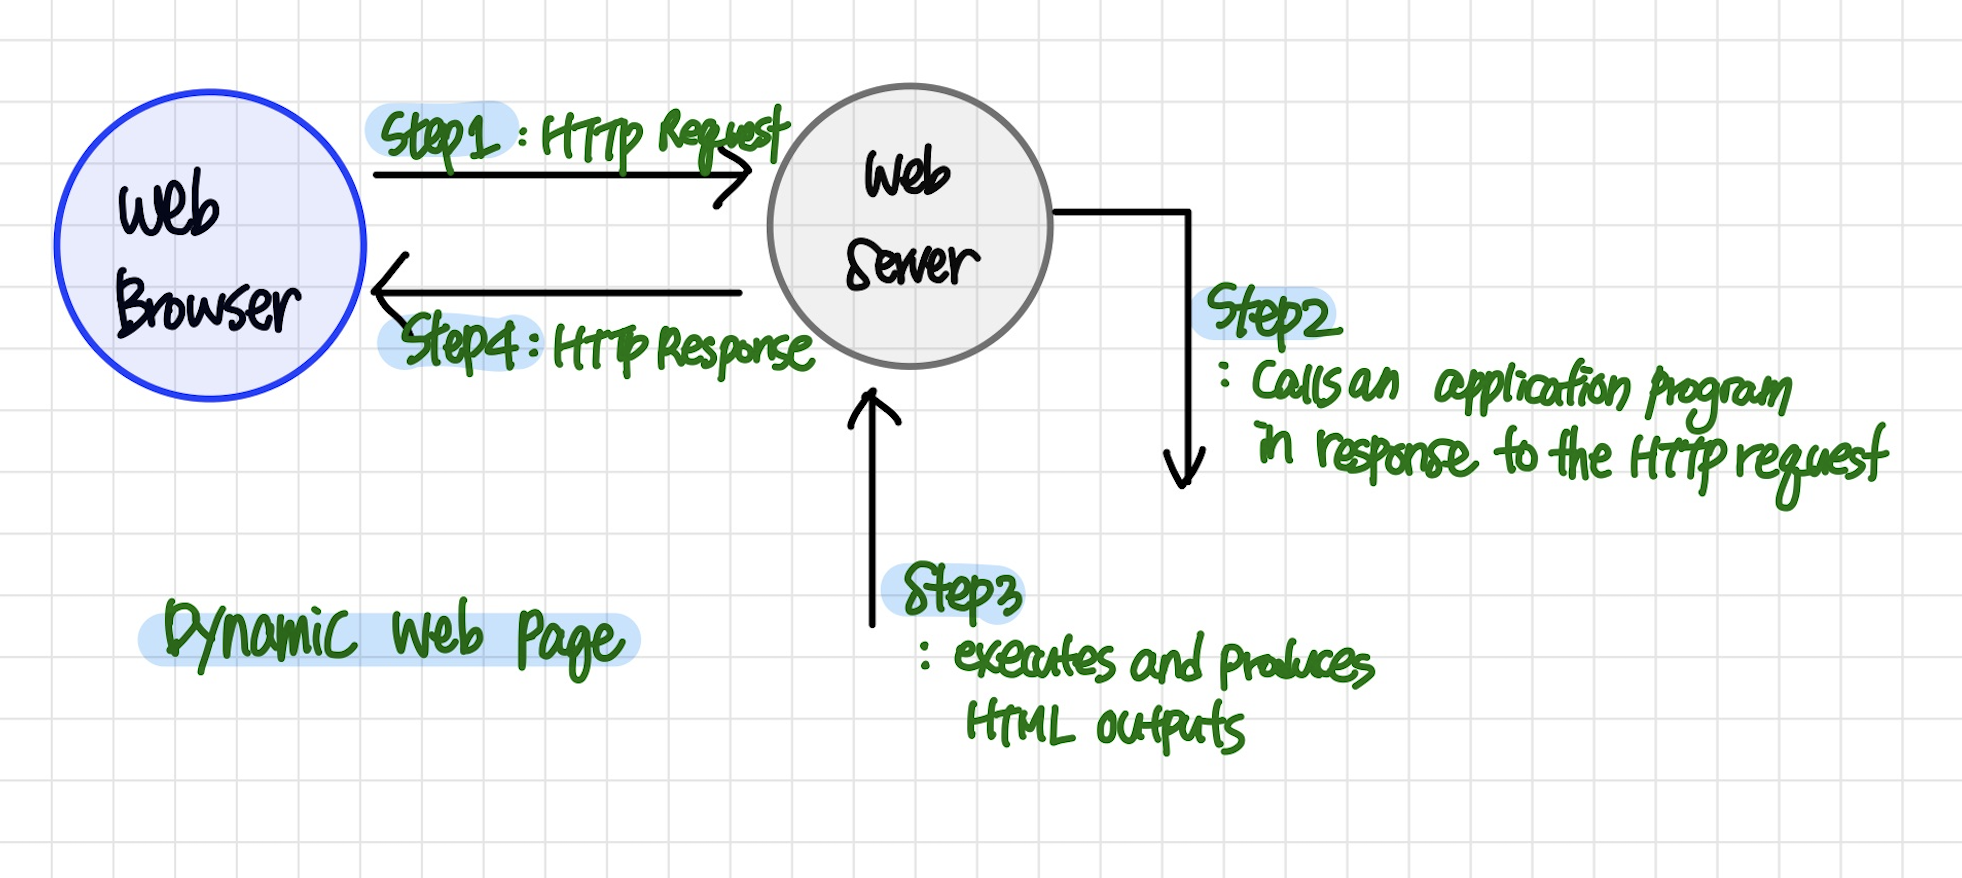 Web
Browser
Step1 : HTTP Request
Step4 : HTTP Response
Web
Server
Step2
: Calls an application program
in response to the HTTP request
Step3
: executes and produces
HTML outputs
Dynamic Web Page